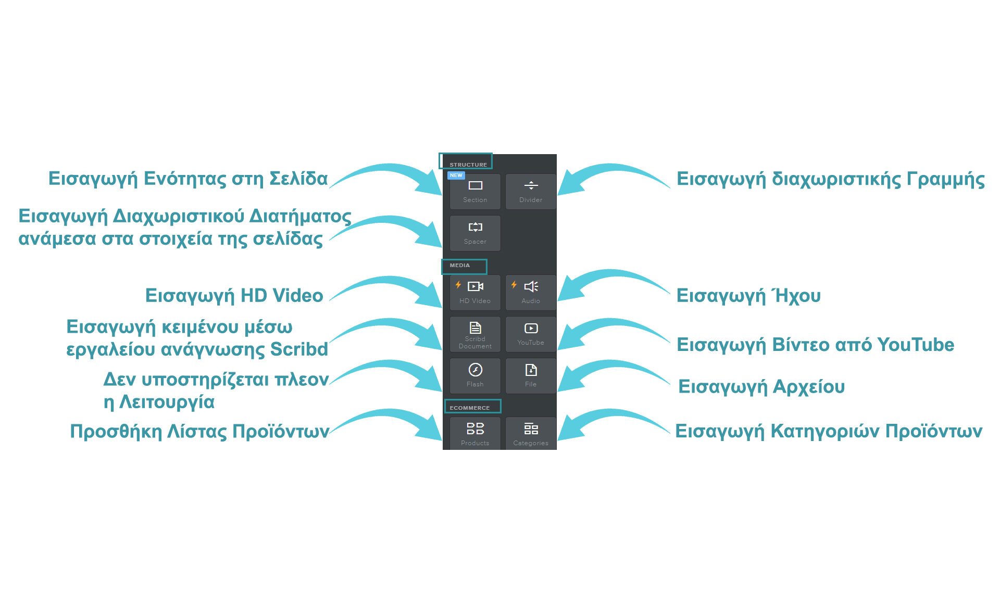 STRUCTURE
Εισαγωγή Ενότητας στη Σελίδα
NEW
Section
Divider
Εισαγωγή διαχωριστικής Γραμμής
Εισαγωγή Διαχωριστικού Διατήματος
ανάμεσα στα στοιχεία της σελίδας
Spacer
MEDIA
Εισαγωγή HD Video
HD Video
Audio
Εισαγωγή Ήχου
Εισαγωγή κειμένου μέσω
εργαλείου ανάγνωσης Scribd
Scribd
Document
YouTube
Εισαγωγή Βίντεο από YouTube
Δεν υποστηρίζεται πλεον
η Λειτουργία
Flash
File
Εισαγωγή Αρχείου
ECOMMERCE
Προσθήκη Λίστας Προϊόντων
Products
Categories
Εισαγωγή Κατηγοριών Προϊόντων